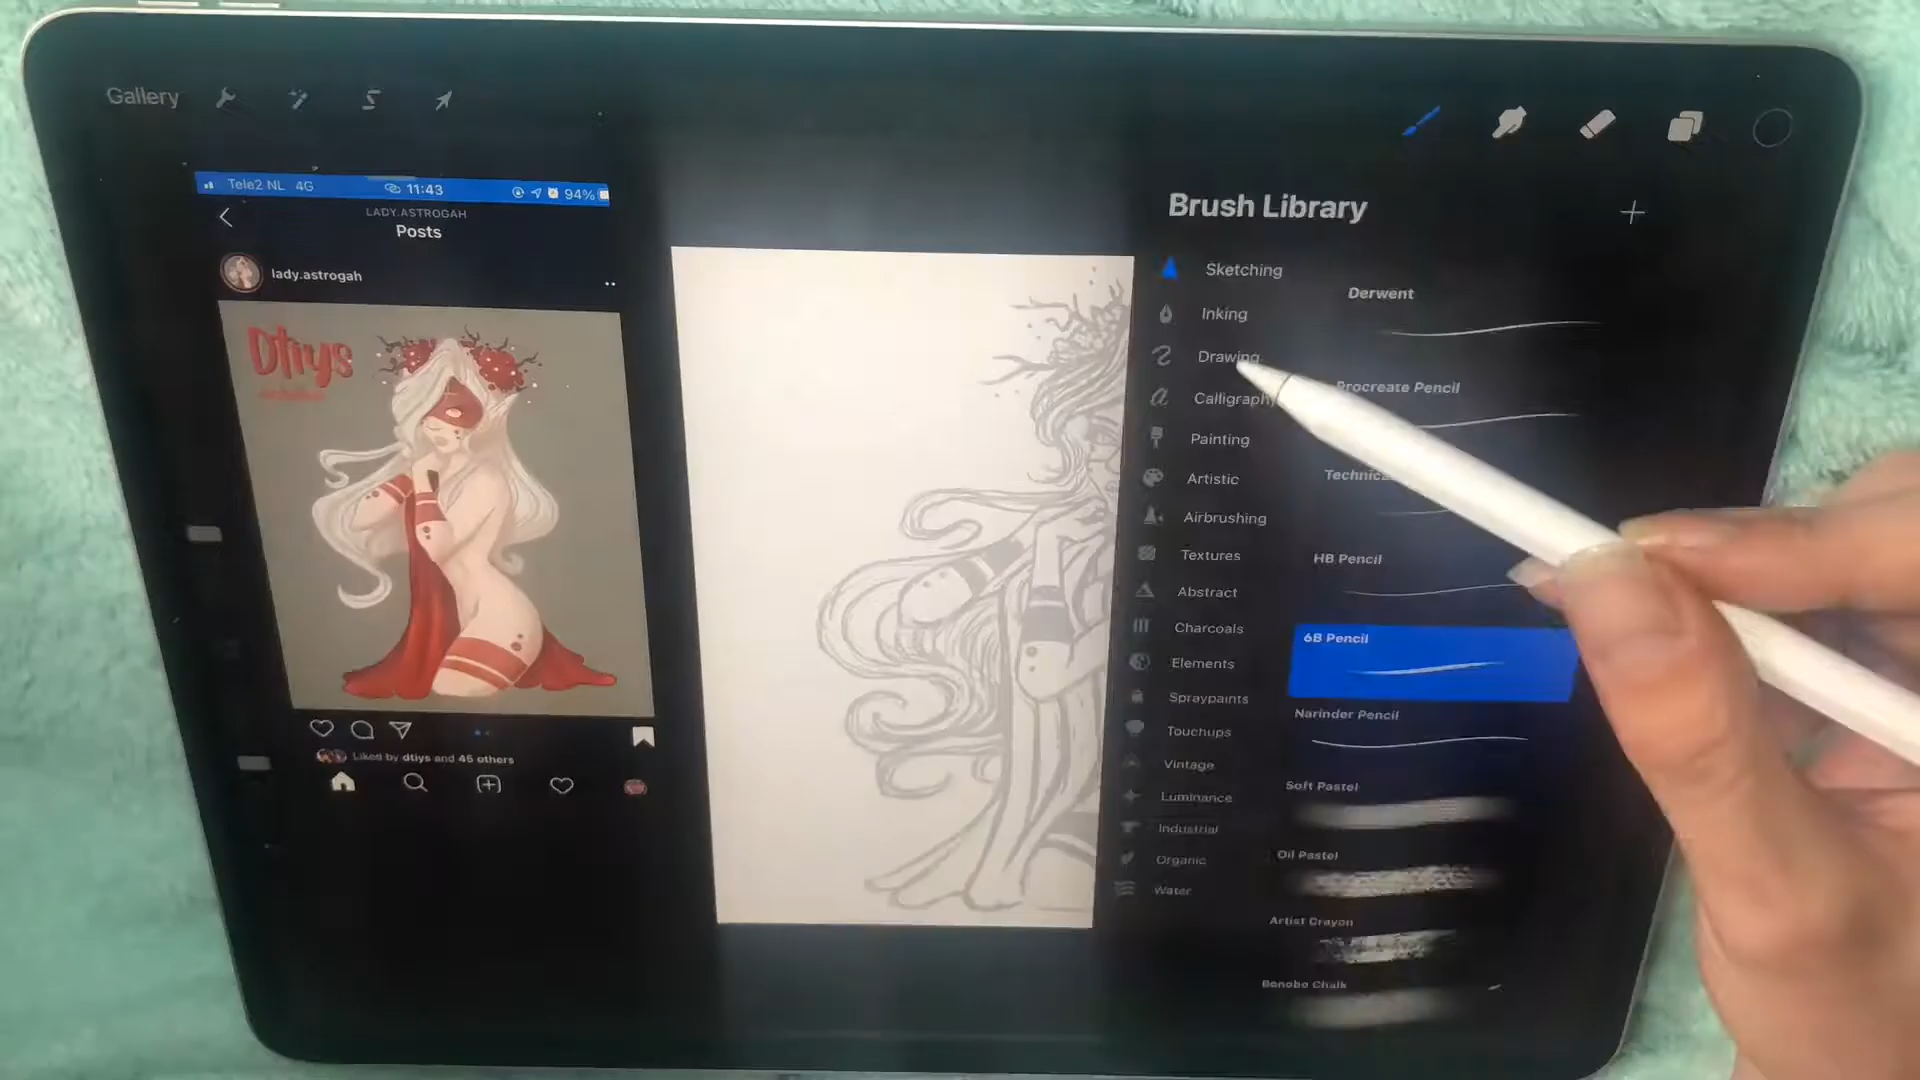 Gallery
Tele2 NL 4G 11:43 94%
LADY.ASTROGAH
Posts
lady.astrogah
Dtiys
Liked by dtiys and 46 others
Brush Library
Sketching
Inking
Drawing
Calligraphy
Painting
Artistic
Airbrushing
Textures
Abstract
Charcoals
Elements
Spraypaints
Touchups
Vintage
Luminance
Industrial
Organic
Water
Derwent
Procreate Pencil
HB Pencil
6B Pencil
Narinder Pencil
Soft Pastel
Oil Pastel
Artist Crayon
Bonobo Chalk